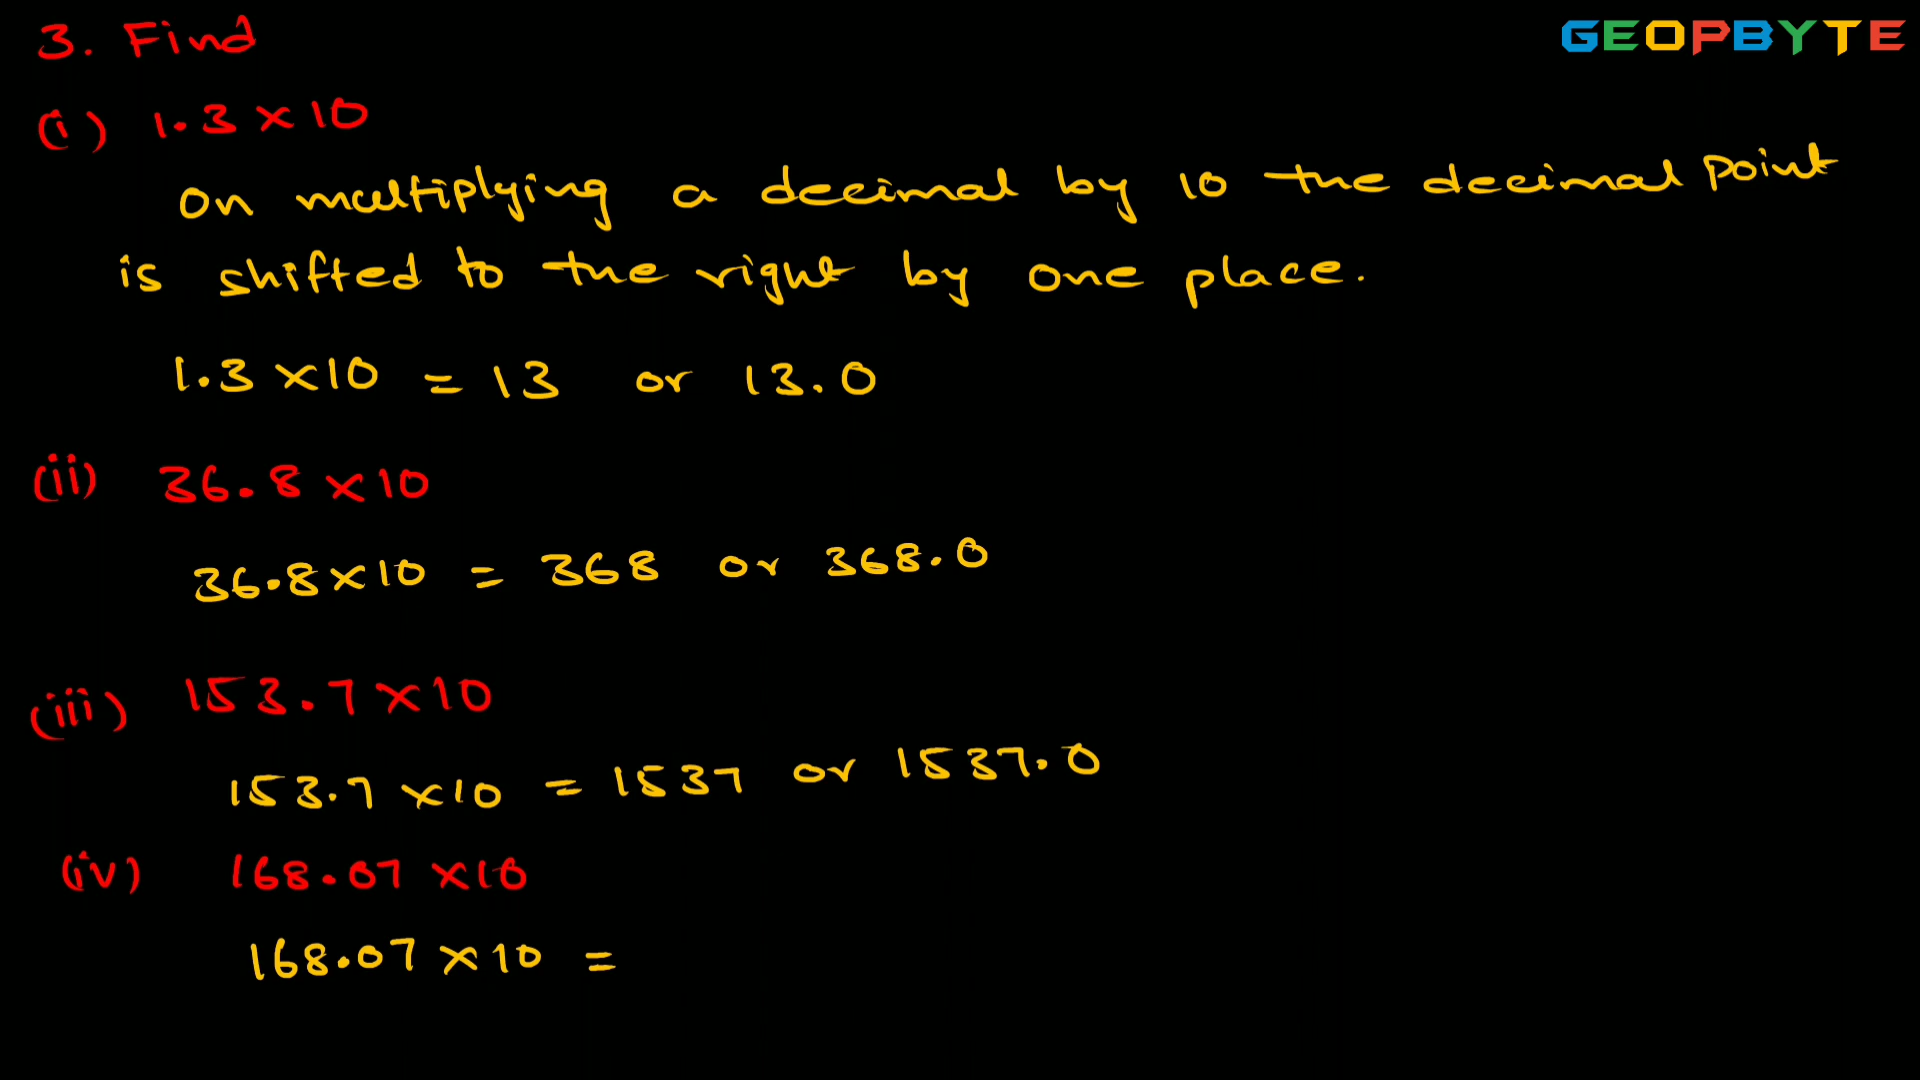 3. Find
GEOPBYTE
(i) 1.3 × 10
On multiplying a decimal by 10 the decimal point
is shifted to the right by one place.
1.3 × 10 = 13 or 13.0
(ii) 36.8 × 10
36.8 × 10 = 368 or 368.0
(iii) 153.7 × 10
153.7 × 10 = 1537 or 1537.0
(iv) 168.07 × 10
168.07 × 10 =